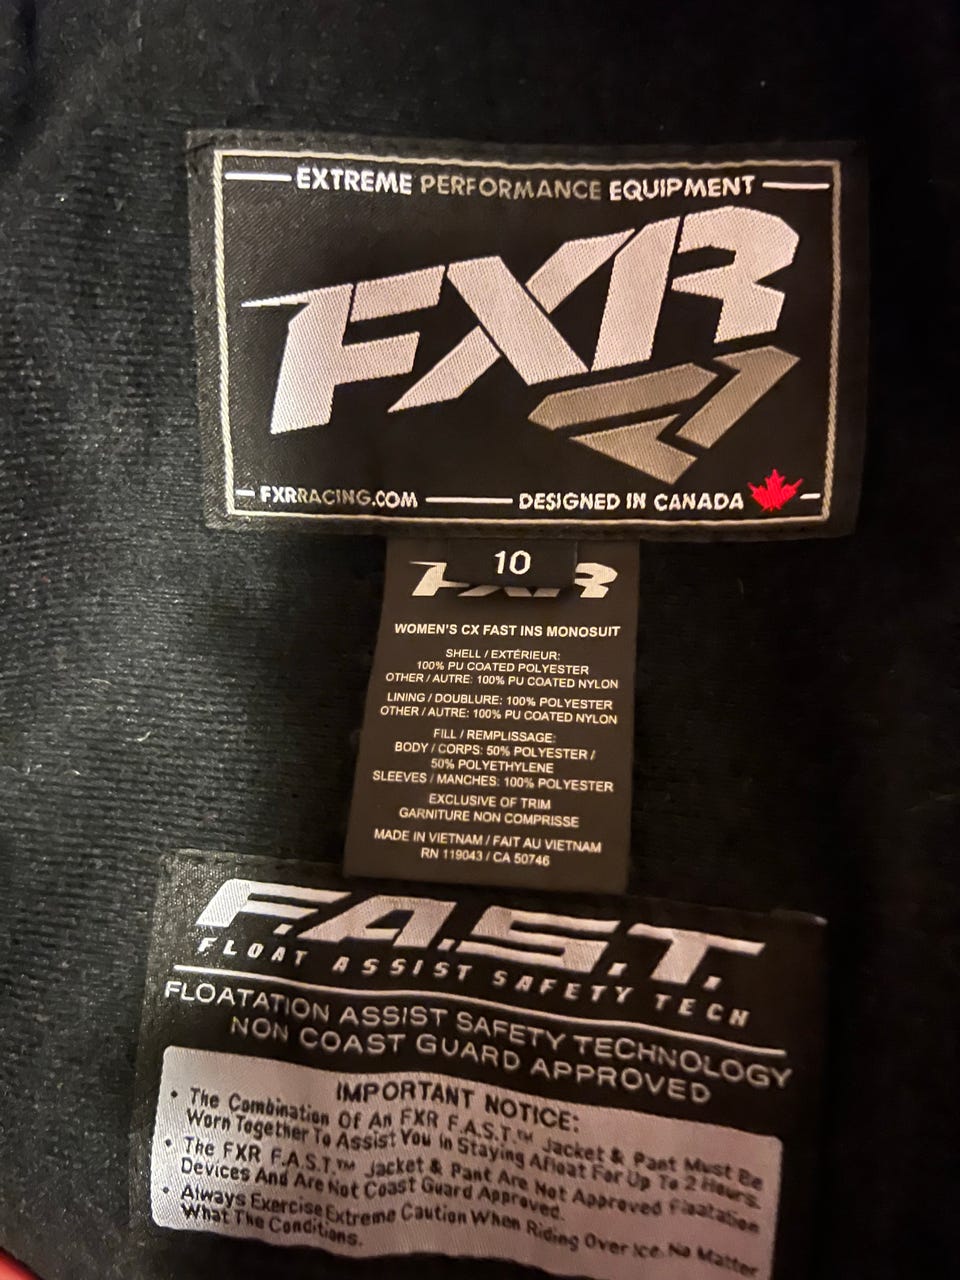 EXTREME PERFORMANCE EQUIPMENT
FXR
FXRRACING.COM DESIGNED IN CANADA
10
WOMEN'S CX FAST INS MONOSUIT
SHELL / EXTÉRIEUR:
100% PU COATED POLYESTER
OTHER / AUTRE: 100% PU COATED NYLON
LINING / DOUBLURE: 100% POLYESTER
OTHER / AUTRE: 100% PU COATED NYLON
FILL / REMPLISSAGE:
BODY / CORPS: 50% POLYESTER /
50% POLYETHYLENE
SLEEVES / MANCHES: 100% POLYESTER
EXCLUSIVE OF TRIM
GARNITURE NON COMPRISSE
MADE IN VIETNAM / FAIT AU VIETNAM
RN 119043 / CA 50746
F.A.S.T.
FLOAT ASSIST SAFETY TECH
FLOATATION ASSIST SAFETY TECHNOLOGY
NON COAST GUARD APPROVED
IMPORTANT NOTICE:
• The Combination Of An FXR F.A.S.T.™ Jacket & Pant Must Be
Worn Together To Assist You In Staying Afloat For Up To 2 Hours.
• The FXR F.A.S.T.™ Jacket & Pant Are Not Approved Floatation
Devices And Are Not Coast Guard Approved.
• Always Exercise Extreme Caution When Riding Over Ice No Matter
What The Conditions.